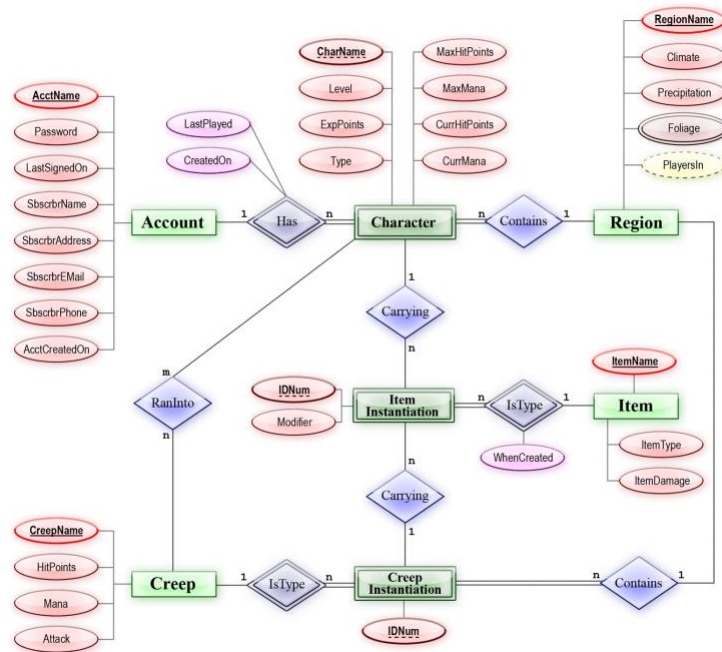 RegionName
CharName
MaxHitPoints
Climate
AcctName
Level
MaxMana
Precipitation
Password
LastPlayed
ExpPoints
CurrHitPoints
Foliage
LastSignedOn
CreatedOn
Type
CurrMana
PlayersIn
SbscrbrName
Account
1
Has
n
Character
n
Contains
1
Region
SbscrbrAddress
SbscrbrEMail
1
SbscrbrPhone
Carrying
AcctCreatedOn
n
ItemName
m
RanInto
n
IDNum
Modifier
Item
Instantiation
n
IsType
1
Item
WhenCreated
ItemType
ItemDamage
n
Carrying
1
CreepName
HitPoints
Mana
Attack
Creep
1
IsType
n
Creep
Instantiation
n
Contains
1
IDNum